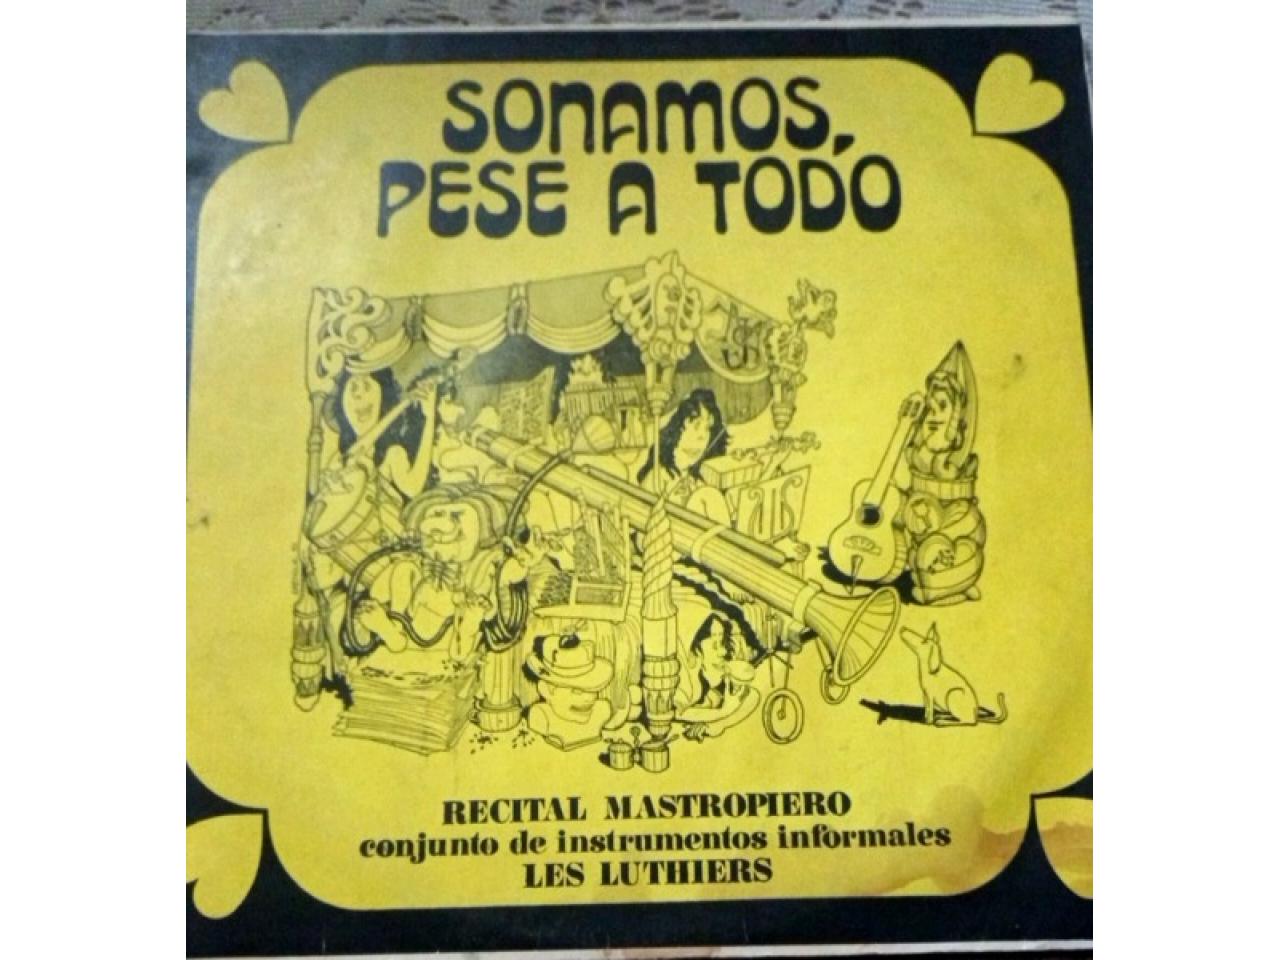 SONAMOS,
PESE A TODO
RECITAL MASTROPIERO
conjunto de instrumentos informales
LES LUTHIERS